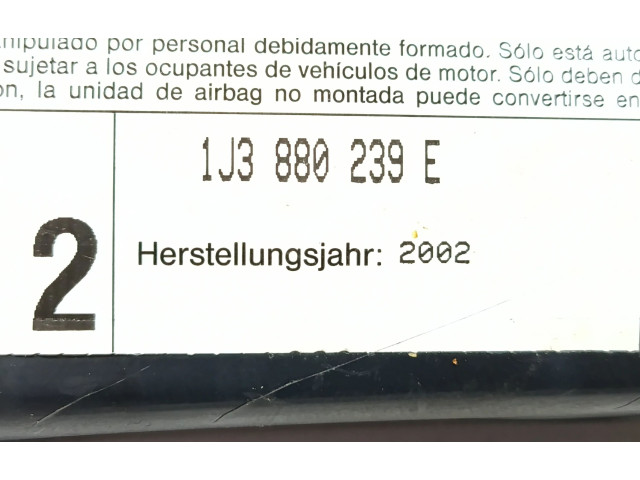 por personal debidamente formado. Sólo está
sujetar a los ocupantes de vehículos de motor. Sólo deben
la unidad de airbag no montada puede convertirse en
1J3 880 239 E
2
Herstellungsjahr: 2002